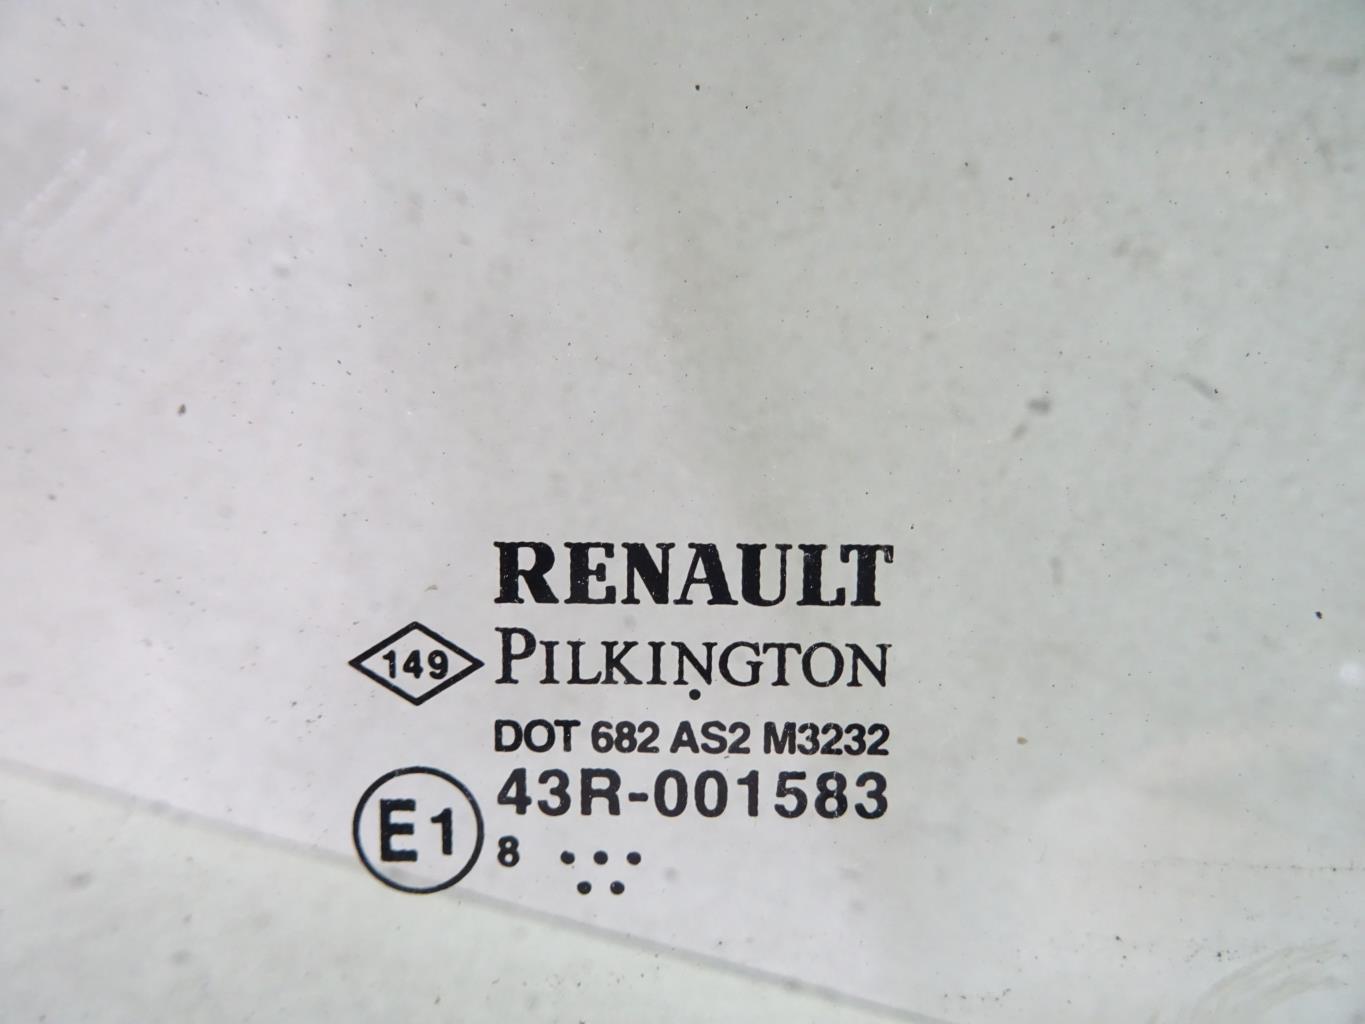 RENAULT
149 PILKINGTON
DOT 682 AS2 M3232
43R-001583
E1 8